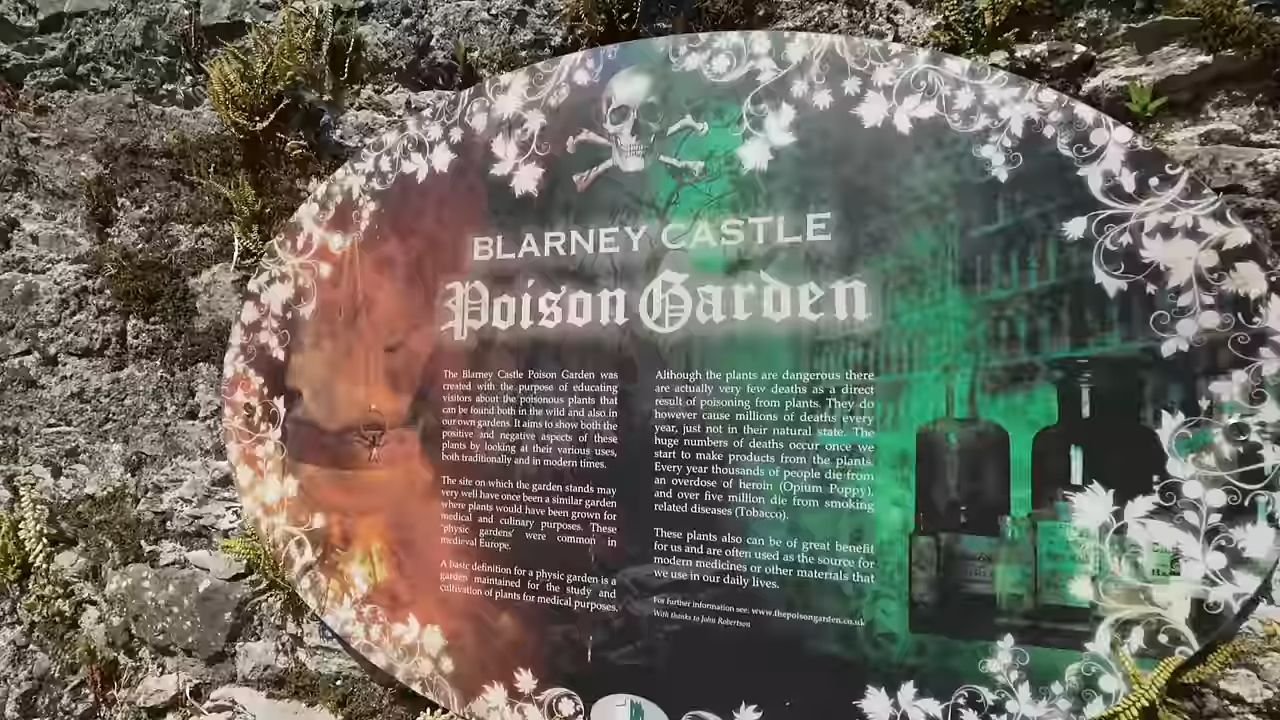 BLARNEY CASTLE
Poison Garden
The Blarney Castle Poison Garden was
created with the purpose of educating
visitors about the poisonous plants that
can be found both in the wild and also in
our own gardens. It aims to show both the
positive and negative aspects of these
plants by looking at their various uses,
both traditionally and in modern times.
The site on which the garden stands may
very well have once been a similar garden
where plants would have been grown for
medical and culinary purposes. These
'physic gardens' were common in
medieval Europe.
A basic definition for a physic garden is a
garden maintained for the study and
cultivation of plants for medical purposes.
Although the plants are dangerous there
are actually very few deaths as a direct
result of poisoning from plants. They do
however cause millions of deaths every
year, just not in their natural state. The
huge numbers of deaths occur once we
start to make products from the plants.
Every year thousands of people die from
an overdose of heroin (Opium Poppy),
and over five million die from smoking
related diseases (Tobacco).
These plants also can be of great benefit
for us and are often used as the source for
modern medicines or other materials that
we use in our daily lives.
For further information see: www.thepoisongarden.co.uk
With thanks to John Robertson